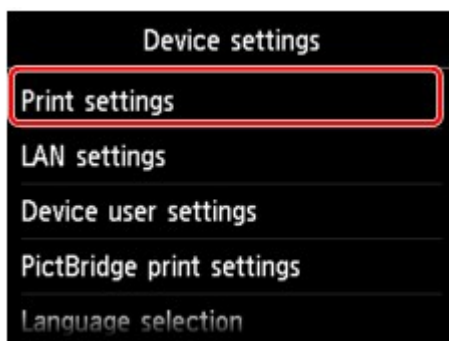 Device settings
Print settings
LAN settings
Device user settings
PictBridge print settings
Language selection